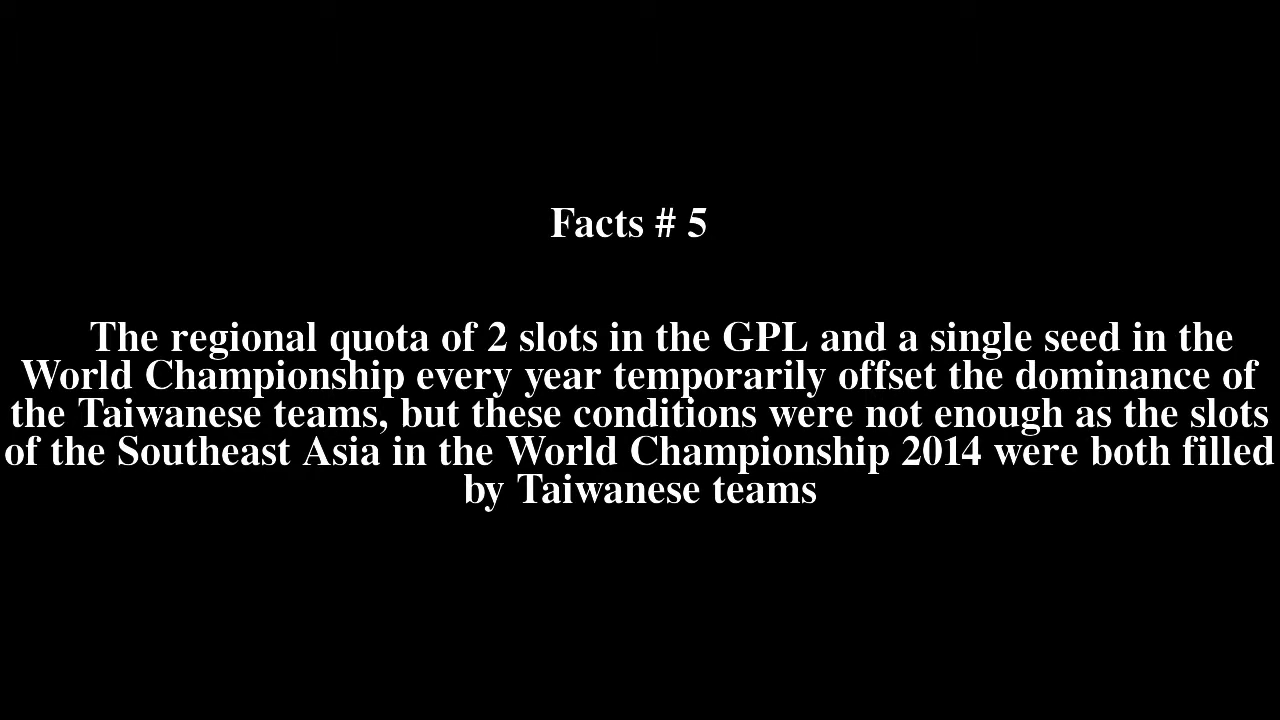 Facts # 5
The regional quota of 2 slots in the GPL and a single seed in the
World Championship every year temporarily offset the dominance of
the Taiwanese teams, but these conditions were not enough as the slots
of the Southeast Asia in the World Championship 2014 were both filled
by Taiwanese teams